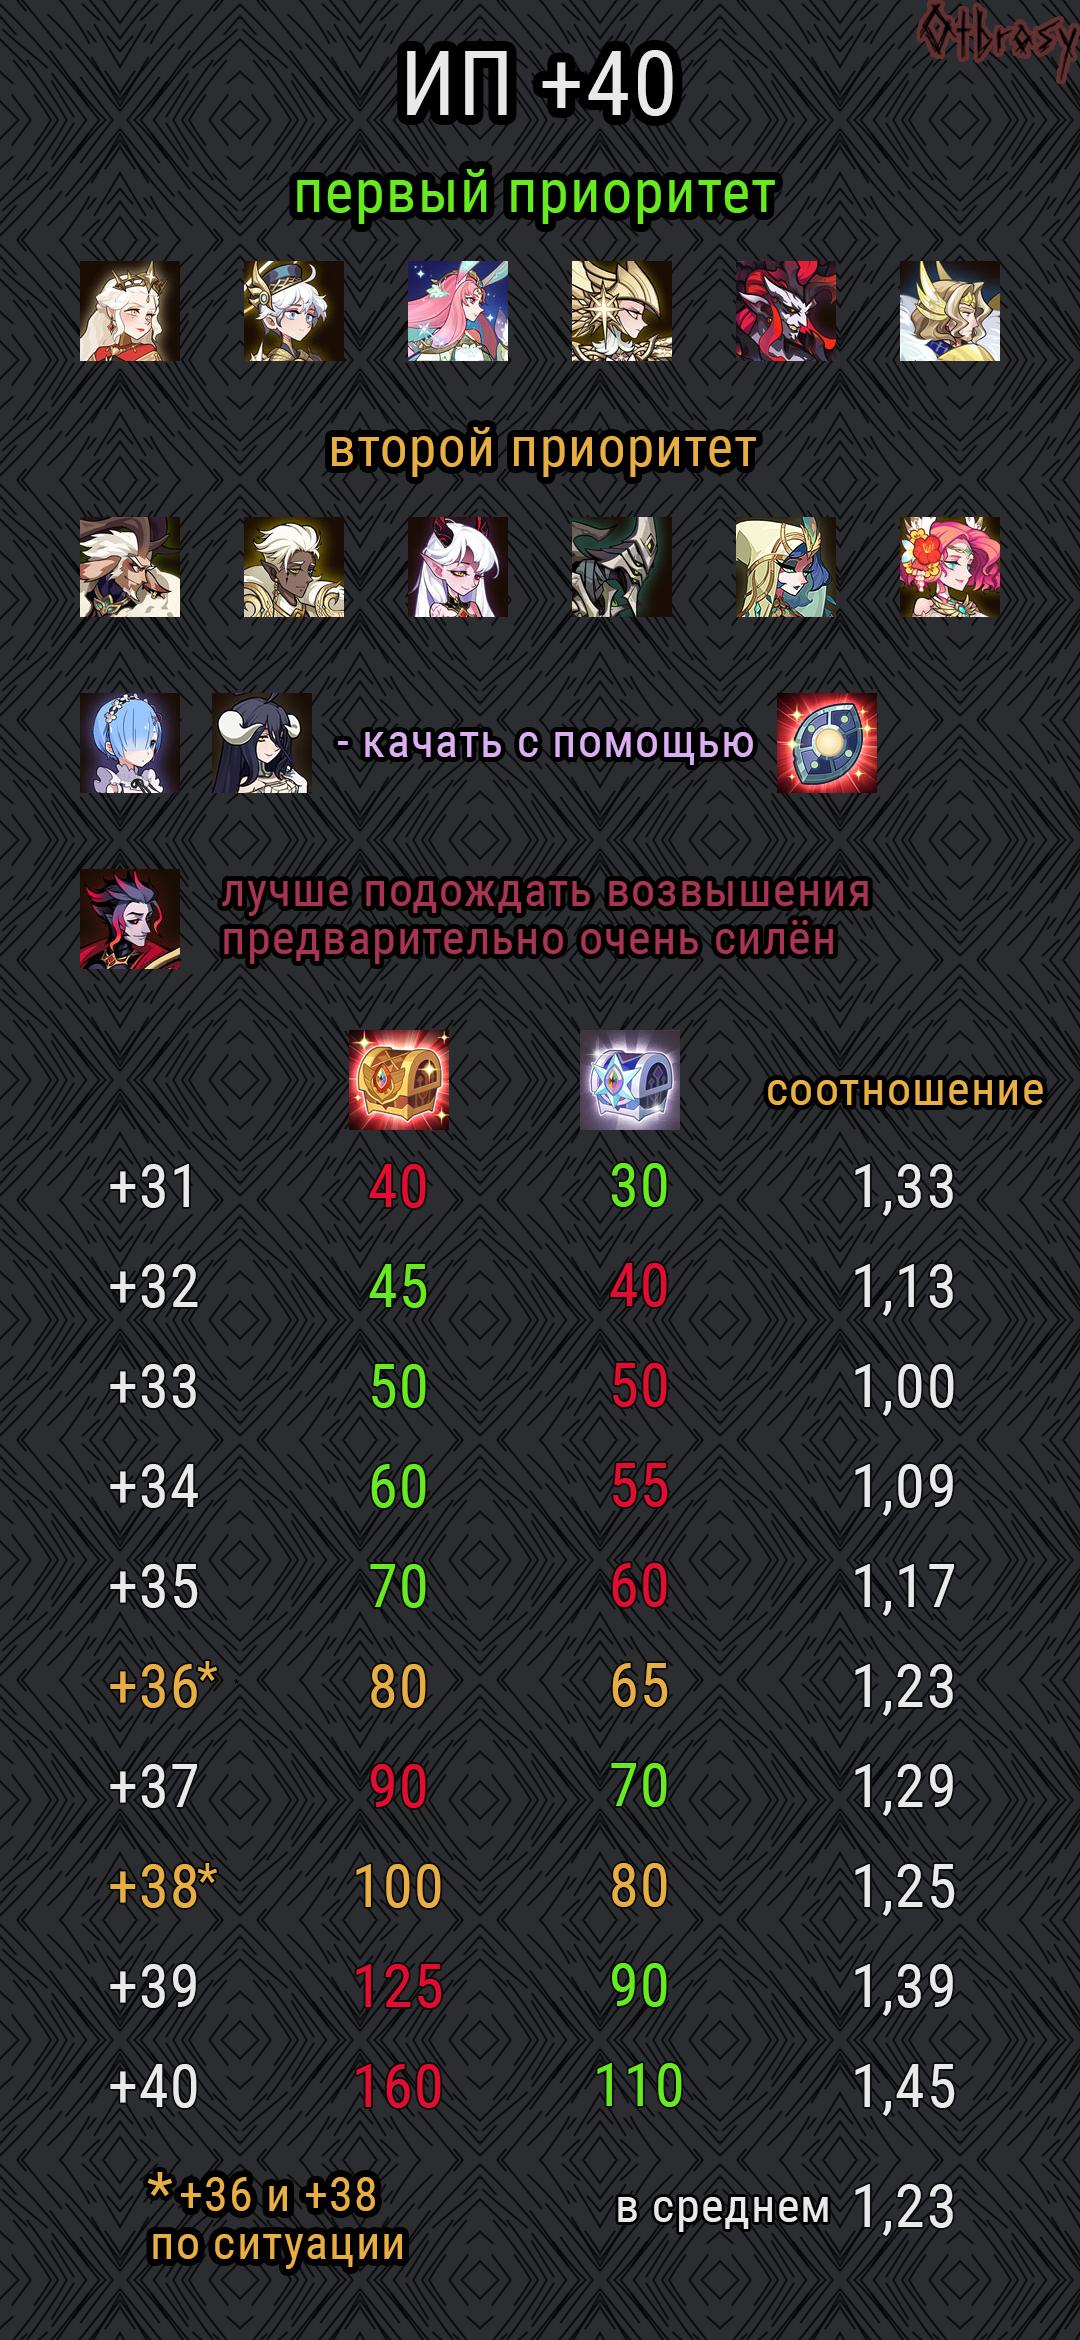 Otbrosy
ИП +40
первый приоритет
второй приоритет
- качать с помощью
лучше подождать возвышения
предварительно очень силён
соотношение
+31 40 30 1,33
+32 45 40 1,13
+33 50 50 1,00
+34 60 55 1,09
+35 70 60 1,17
+36* 80 65 1,23
+37 90 70 1,29
+38* 100 80 1,25
+39 125 90 1,39
+40 160 110 1,45
*+36 и +38
по ситуации
в среднем 1,23